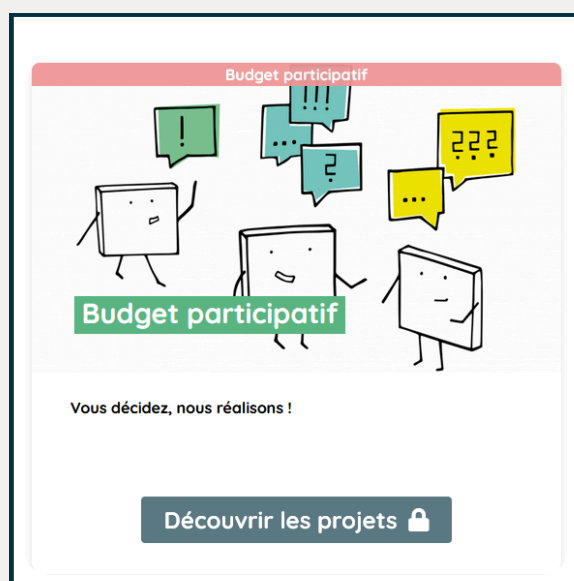 Budget participatif
!
...
!!!
?
...
???
Budget participatif
Vous décidez, nous réalisons !
Découvrir les projets